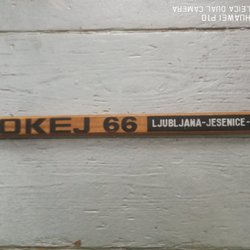 HUAWEI P10
LEICA DUAL CAMERA
OKEJ 66 LJUBLJANA-JESENICE-